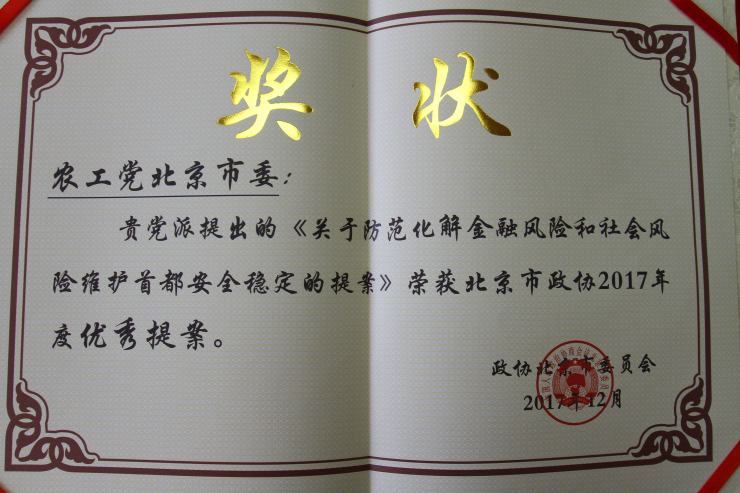 奖状
农工党北京市委：
贵党派提出的《关于防范化解金融风险和社会风
险维护首都安全稳定的提案》荣获北京市政协2017年
度优秀提案。
政协北京市委员会
2017年12月